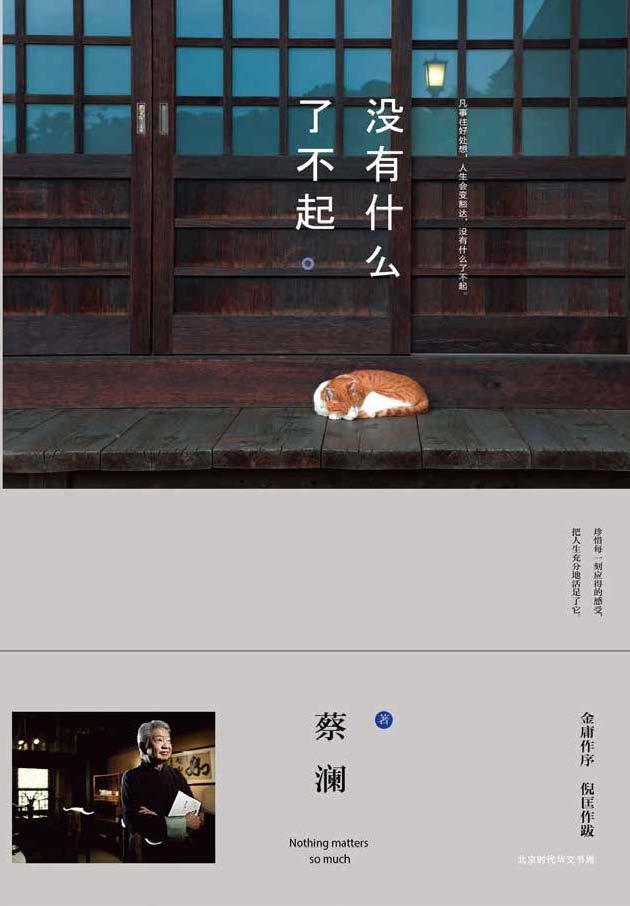 没有什么
了不起
凡事往好处想，人生会变豁达，没有什么了不起。
珍惜每一刻应得的感受，
把人生充分地活足了它。
蔡澜
著
金庸作序 倪匡作跋
Nothing matters
so much
北京时代华文书局